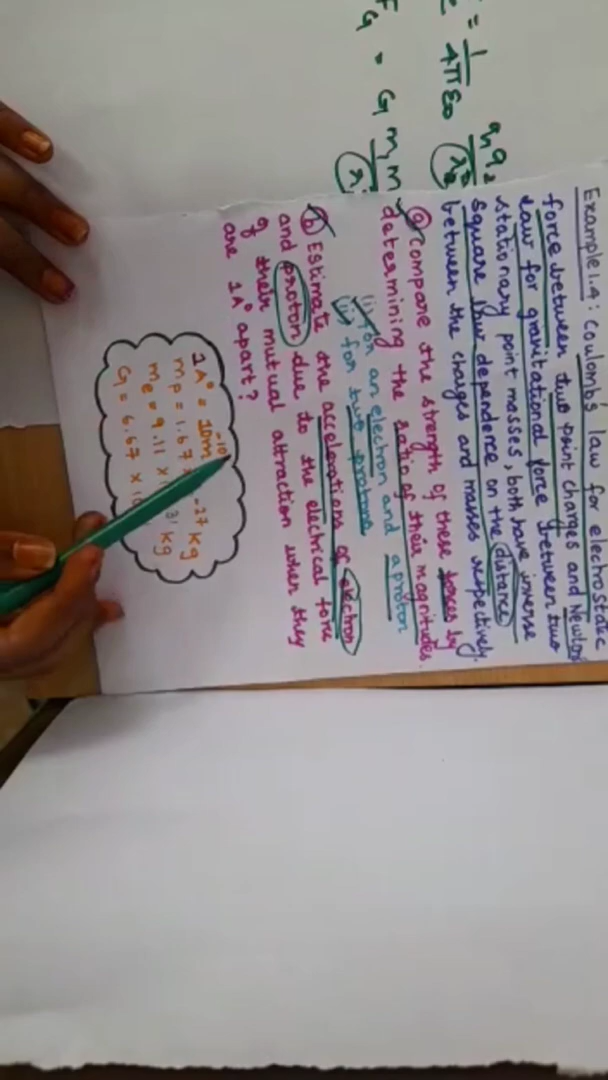 = 1/4πε0 q1q2
FG = G m1m
Example 1.4: Coulomb's law for electrostatic
force between two point charges and Newton
law for gravitational force between two
stationary point masses, both have inverse
square law dependence on the distance
between the charges and masses respectively.
(a) Compare the strength of these forces by
determining the ratio of their magnitudes.
(i) for an electron and a proton
(ii) for two protons
(b) Estimate the accelerations of electron
and proton due to the electrical force
of their mutual attraction when they
are 1A° apart?
1A° = 10^-10 m
mp = 1.67 × ^-27 kg
me = 9.11 × 31 kg
G = 6.67 × 10